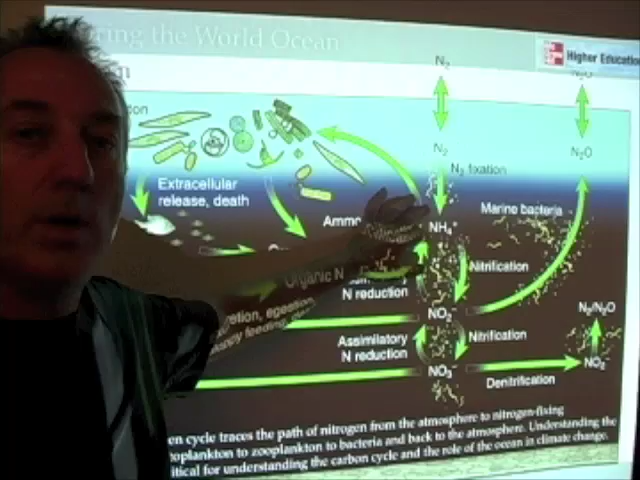 ring the World Ocean
Higher Education
N₂
N₂
N₂O
N₂ fixation
Extracellular
release, death
Marine bacteria
NH₄⁺
Organic N
Nitrification
N reduction
NO₂⁻
N₂/N₂O
Assimilatory
N reduction
Nitrification
NO₃⁻
NO₂⁻
Denitrification
en cycle traces the path of nitrogen from the atmosphere to nitrogen-fixing
toplankton to zooplankton to bacteria and back to the atmosphere. Understanding the
itical for understanding the carbon cycle and the role of the ocean in climate change.